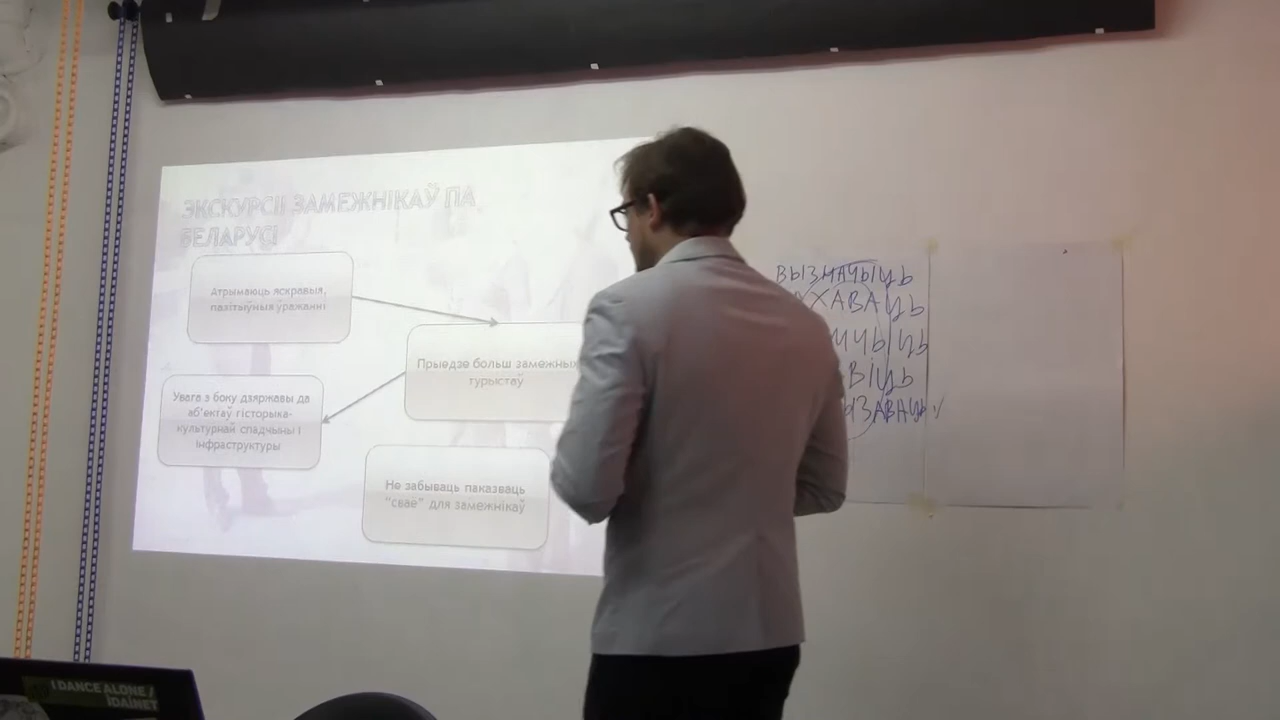 ЭКСКУРСІІ ЗАМЕЖНІКАЎ ПА
БЕЛАРУСІ
Атрымаюць яскравыя,
пазітыўныя ўражанні
Прыедзе больш замежных
турыстаў
Увага з боку дзяржавы да
аб'ектаў гісторыка-
культурнай спадчыны і
інфраструктуры
Не забываць паказваць
"сваё" для замежнікаў
ВЫЗНАЧЫЦЬ
I DANCE ALONE /
IDAÍNET